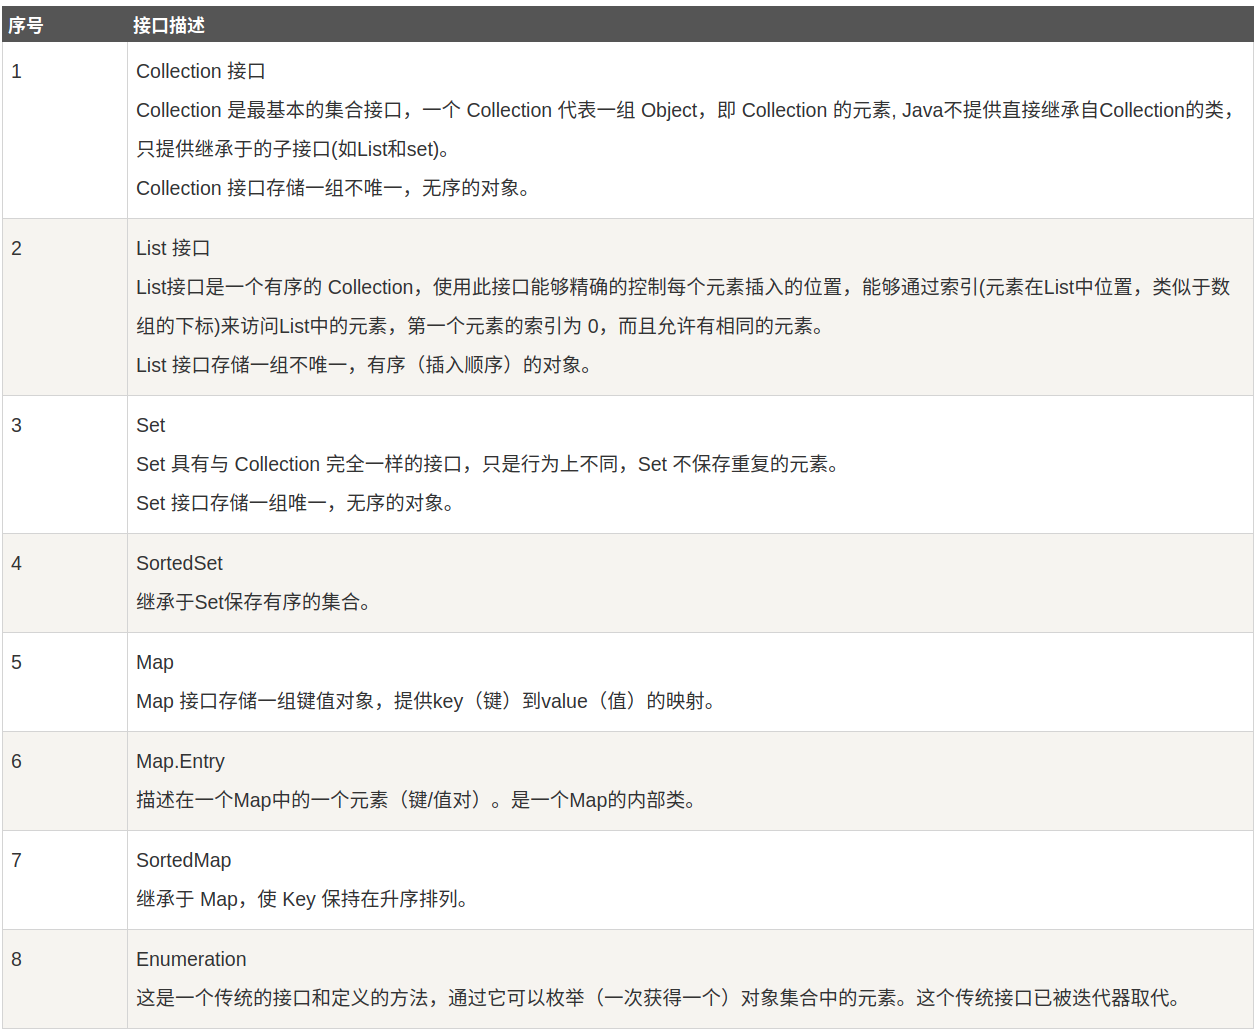 序号 接口描述
1 Collection 接口
Collection 是最基本的集合接口，一个 Collection 代表一组 Object，即 Collection 的元素, Java不提供直接继承自Collection的类，
只提供继承于的子接口(如List和set)。
Collection 接口存储一组不唯一，无序的对象。
2 List 接口
List接口是一个有序的 Collection，使用此接口能够精确的控制每个元素插入的位置，能够通过索引(元素在List中位置，类似于数
组的下标)来访问List中的元素，第一个元素的索引为 0，而且允许有相同的元素。
List 接口存储一组不唯一，有序（插入顺序）的对象。
3 Set
Set 具有与 Collection 完全一样的接口，只是行为上不同，Set 不保存重复的元素。
Set 接口存储一组唯一，无序的对象。
4 SortedSet
继承于Set保存有序的集合。
5 Map
Map 接口存储一组键值对象，提供key（键）到value（值）的映射。
6 Map.Entry
描述在一个Map中的一个元素（键/值对）。是一个Map的内部类。
7 SortedMap
继承于 Map，使 Key 保持在升序排列。
8 Enumeration
这是一个传统的接口和定义的方法，通过它可以枚举（一次获得一个）对象集合中的元素。这个传统接口已被迭代器取代。